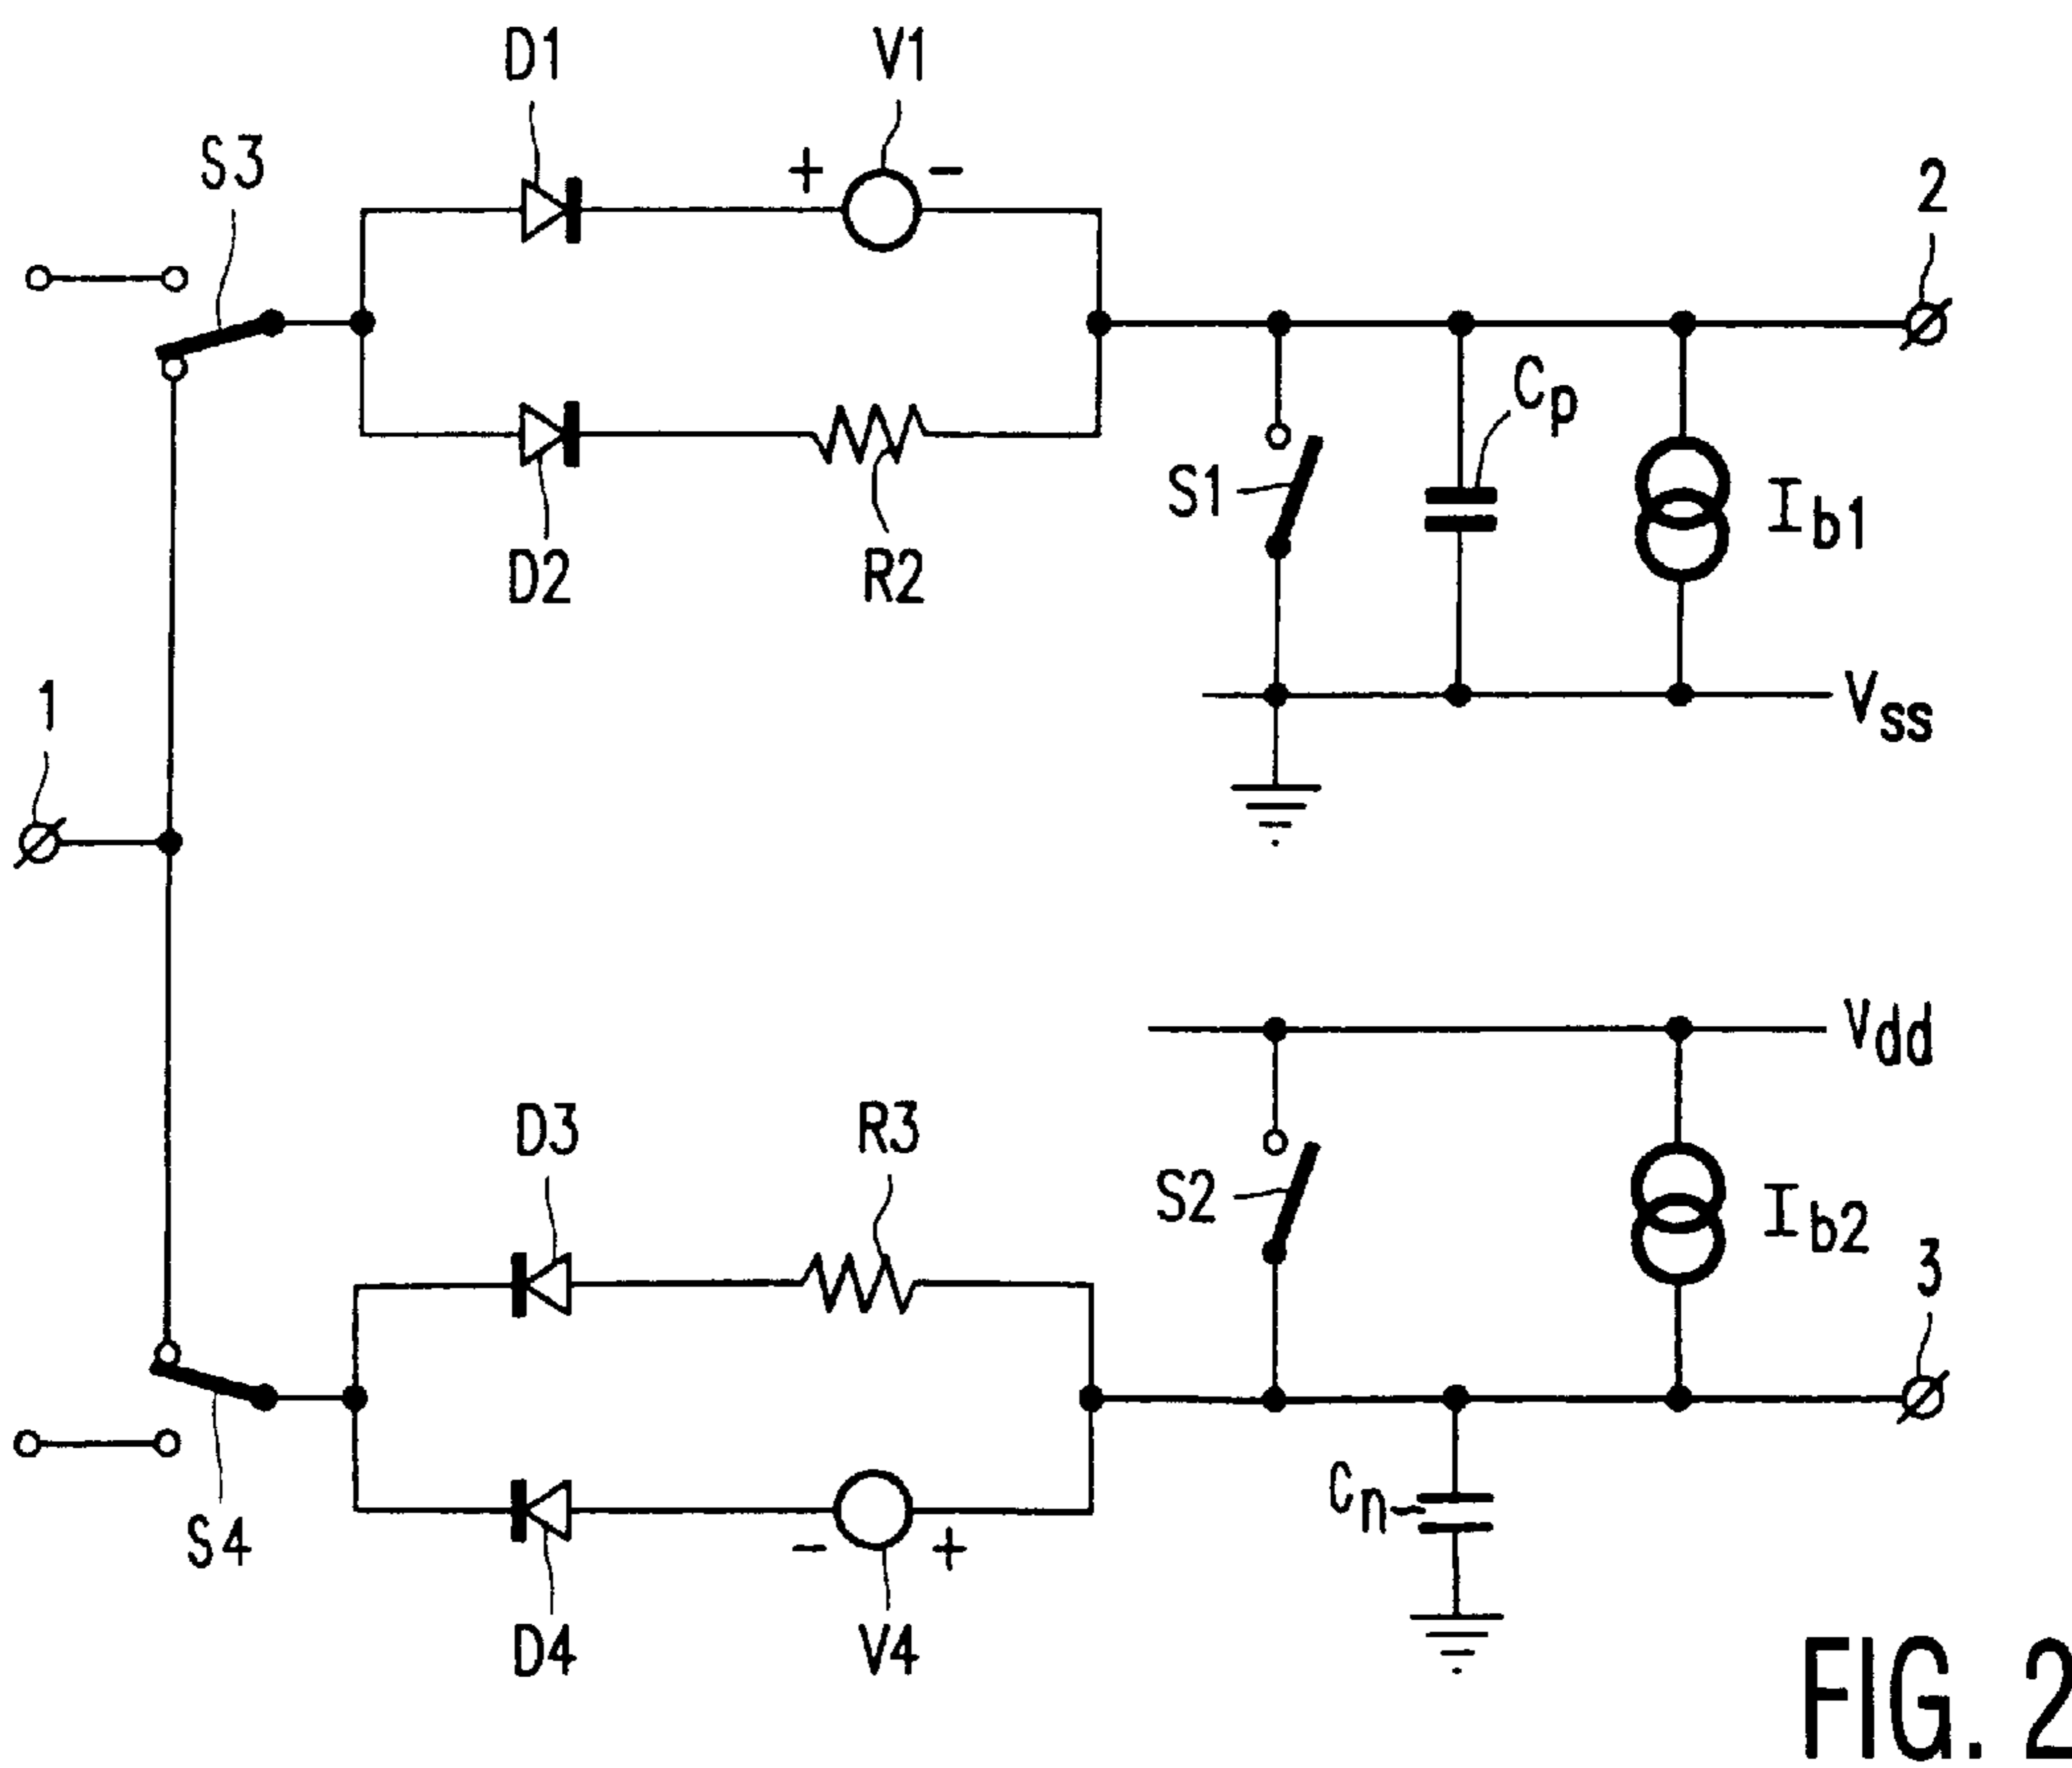 D1 V1
S3
+ -
2
Cp
S1 Ib1
D2 R2
1
Vss
Vdd
D3 R3
S2 Ib2
3
Cn
- +
S4
D4 V4
FIG. 2